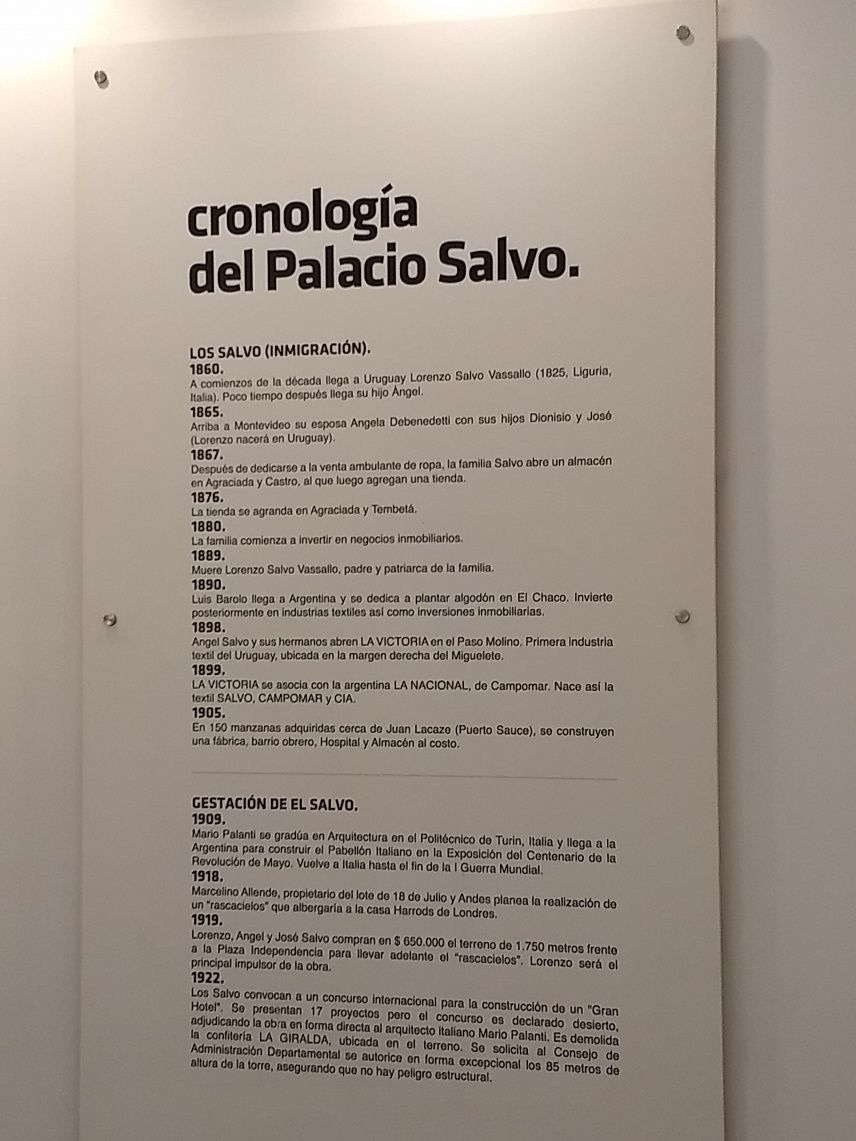 cronología
del Palacio Salvo.
LOS SALVO (INMIGRACIÓN).
1860.
A comienzos de la década llega a Uruguay Lorenzo Salvo Vassallo (1825, Liguria,
Italia). Poco tiempo después llega su hijo Ángel.
1865.
Arriba a Montevideo su esposa Angela Debenedetti con sus hijos Dionisio y José
(Lorenzo nacerá en Uruguay).
1867.
Después de dedicarse a la venta ambulante de ropa, la familia Salvo abre un almacén
en Agraciada y Castro, al que luego agregan una tienda.
1876.
La tienda se agranda en Agraciada y Tembetá.
1880.
La familia comienza a invertir en negocios inmobiliarios.
1889.
Muere Lorenzo Salvo Vassallo, padre y patriarca de la familia.
1890.
Luis Barolo llega a Argentina y se dedica a plantar algodón en El Chaco. Invierte
posteriormente en industrias textiles asi como inversiones inmobiliarias.
1898.
Angel Salvo y sus hermanos abren LA VICTORIA en el Paso Molino. Primera industria
textil del Uruguay, ubicada en la margen derecha del Miguelete.
1899.
LA VICTORIA se asocia con la argentina LA NACIONAL, de Campomar. Nace así la
textil SALVO, CAMPOMAR y CIA.
1905.
En 150 manzanas adquiridas cerca de Juan Lacaze (Puerto Sauce), se construyen
una fábrica, barrio obrero, Hospital y Almacén al costo.
GESTACIÓN DE EL SALVO.
1909.
Mario Palanti se gradúa en Arquitectura en el Politécnico de Turin, Italia y llega a la
Argentina para construir el Pabellón Italiano en la Exposición del Centenario de la
Revolución de Mayo. Vuelve a Italia hasta el fin de la I Guerra Mundial.
1918.
Marcelino Allende, propietario del lote de 18 de Julio y Andes planea la realización de
un "rascacielos" que albergaría a la casa Harrods de Londres.
1919.
Lorenzo, Angel y José Salvo compran en $ 650.000 el terreno de 1.750 metros frente
a la Plaza Independencia para llevar adelante el "rascacielos". Lorenzo será el
principal impulsor de la obra.
1922.
Los Salvo convocan a un concurso internacional para la construcción de un "Gran
Hotel". Se presentan 17 proyectos pero el concurso es declarado desierto,
adjudicando la obra en forma directa al arquitecto italiano Mario Palanti. Es demolida
la confitería LA GIRALDA, ubicada en el terreno. Se solicita al Consejo de
Administración Departamental se autorice en forma excepcional los 85 metros de
altura de la torre, asegurando que no hay peligro estructural.